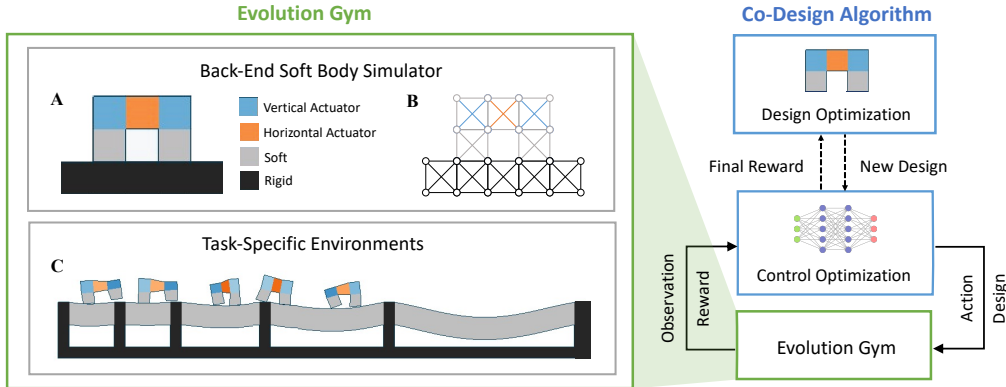 Evolution Gym
Back-End Soft Body Simulator
A
Vertical Actuator
Horizontal Actuator
Soft
Rigid
B
Task-Specific Environments
C
Co-Design Algorithm
Design Optimization
Final Reward
New Design
Control Optimization
Observation
Reward
Action
Design
Evolution Gym